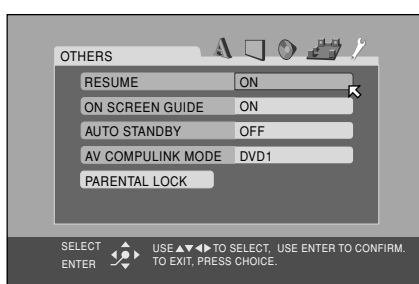 OTHERS
RESUME ON
ON SCREEN GUIDE ON
AUTO STANDBY OFF
AV COMPULINK MODE DVD1
PARENTAL LOCK
SELECT USE ▲▼◀▶ TO SELECT, USE ENTER TO CONFIRM.
ENTER TO EXIT, PRESS CHOICE.